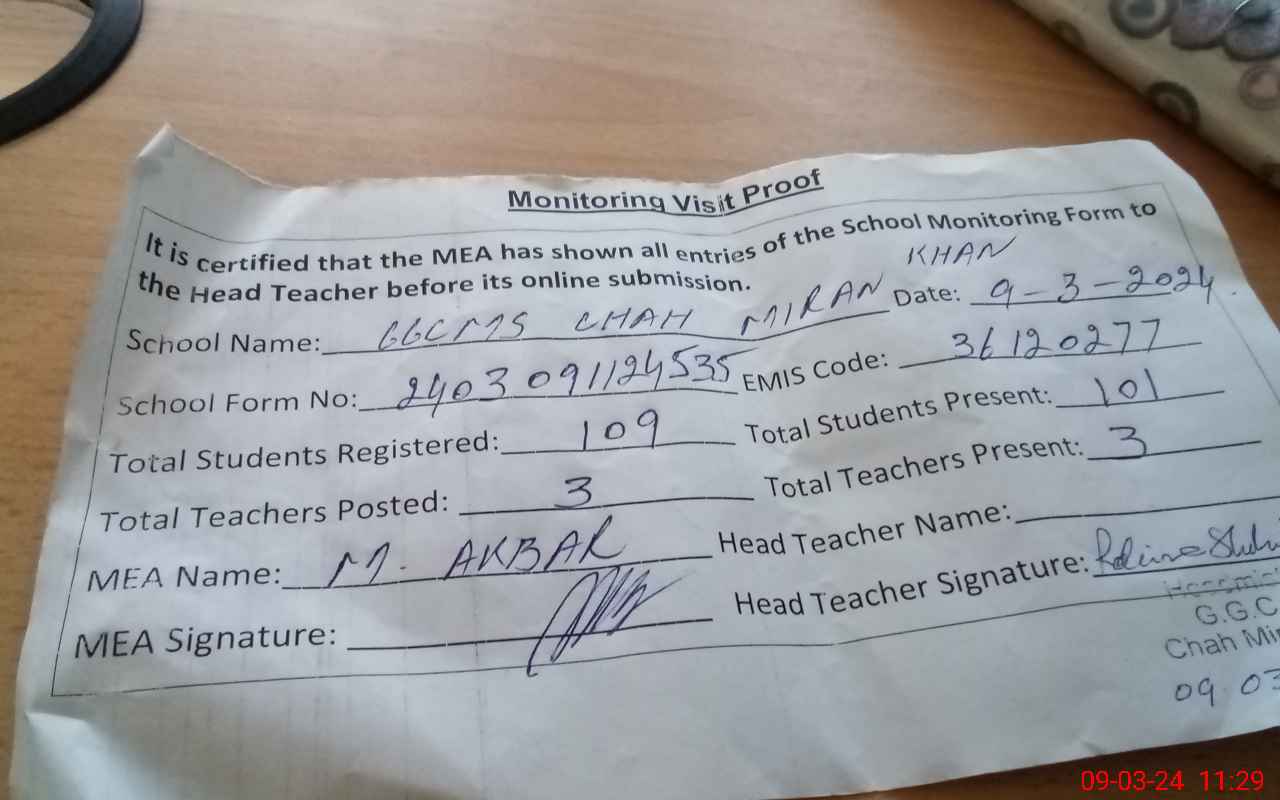 Monitoring Visit Proof
It is certified that the MEA has shown all entries of the School Monitoring Form to
the Head Teacher before its online submission.
KHAN
School Name: GGCMS CHAH MIRAN Date: 9-3-2024
School Form No: 2403091124535 EMIS Code: 36120277
Total Students Registered: 109 Total Students Present: 101
Total Teachers Posted: 3 Total Teachers Present: 3
MEA Name: M. AKBAR Head Teacher Name:
MEA Signature: Head Teacher Signature:
G.G.C
Chah Mi
09 03
09-03-24 11:29